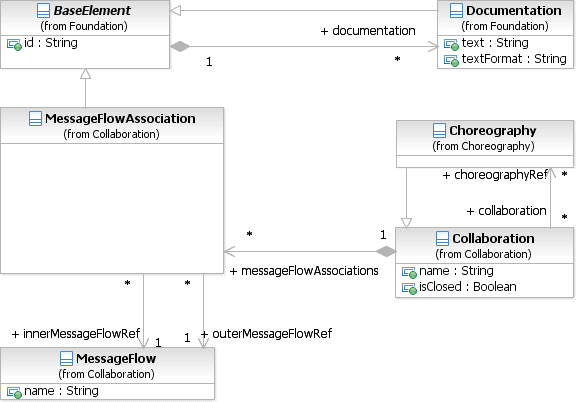 BaseElement
(from Foundation)
id : String
Documentation
(from Foundation)
text : String
textFormat : String
+ documentation
1
*
MessageFlowAssociation
(from Collaboration)
Choreography
(from Choreography)
+ choreographyRef
*
+ collaboration
*
*
1
+ messageFlowAssociations
Collaboration
(from Collaboration)
name : String
isClosed : Boolean
*
*
+ innerMessageFlowRef
1
1
+ outerMessageFlowRef
MessageFlow
(from Collaboration)
name : String